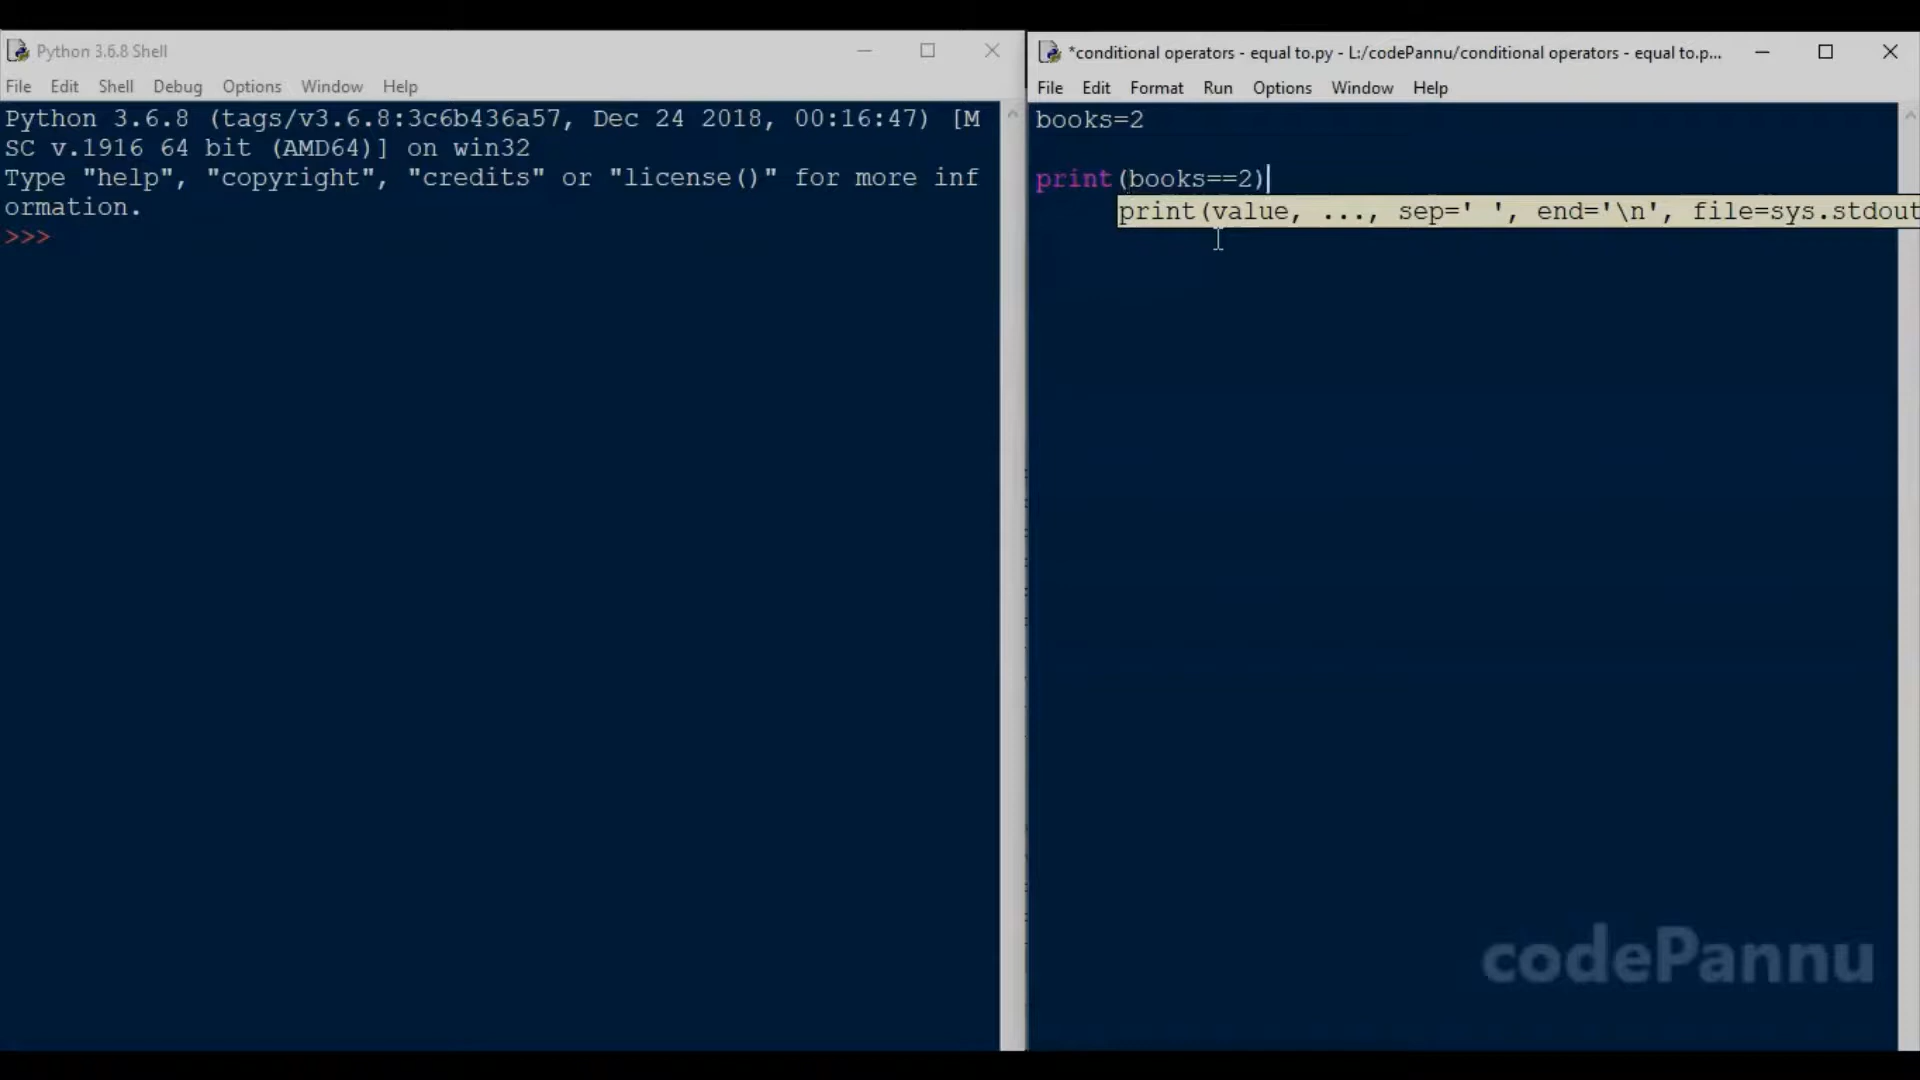 Python 3.6.8 Shell
File Edit Shell Debug Options Window Help
Python 3.6.8 (tags/v3.6.8:3c6b436a57, Dec 24 2018, 00:16:47) [M
SC v.1916 64 bit (AMD64)] on win32
Type "help", "copyright", "credits" or "license()" for more inf
ormation.
>>>
*conditional operators - equal to.py - L:/codePannu/conditional operators - equal to.p...
File Edit Format Run Options Window Help
books=2
print(books==2)
print(value, ..., sep=' ', end='\n', file=sys.stdout
codePannu